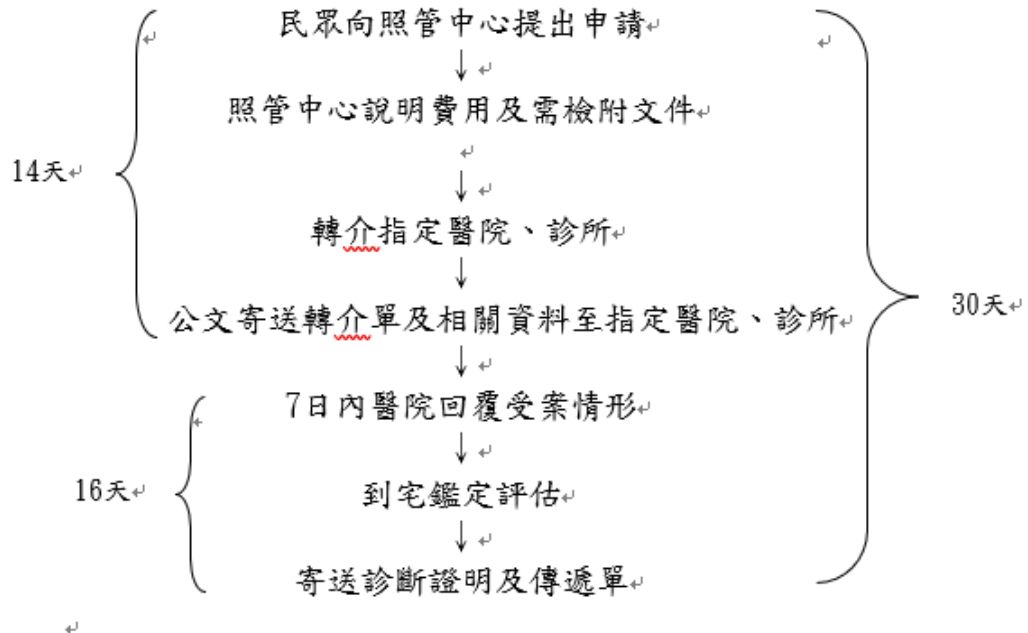 民眾向照管中心提出申請
照管中心說明費用及需檢附文件
14天
轉介指定醫院、診所
30天
公文寄送轉介單及相關資料至指定醫院、診所
7日內醫院回覆受案情形
16天
到宅鑑定評估
寄送診斷證明及傳遞單